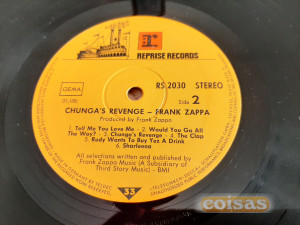 REPRISE RECORDS
GEMA
RS 2030 STEREO
Side 2
CHUNGA'S REVENGE — FRANK ZAPPA
Produced by Frank Zappa
1. Tell Me You Love Me - 2. Would You Go All
The Way? - 3. Chunga's Revenge - 4. The Clap
5. Rudy Wants To Buy Yez A Drink
6. Sharleena
All selections written and published by
Frank Zappa Music (A Subsidiary of
Third Story Music) - BMI
33
coisas